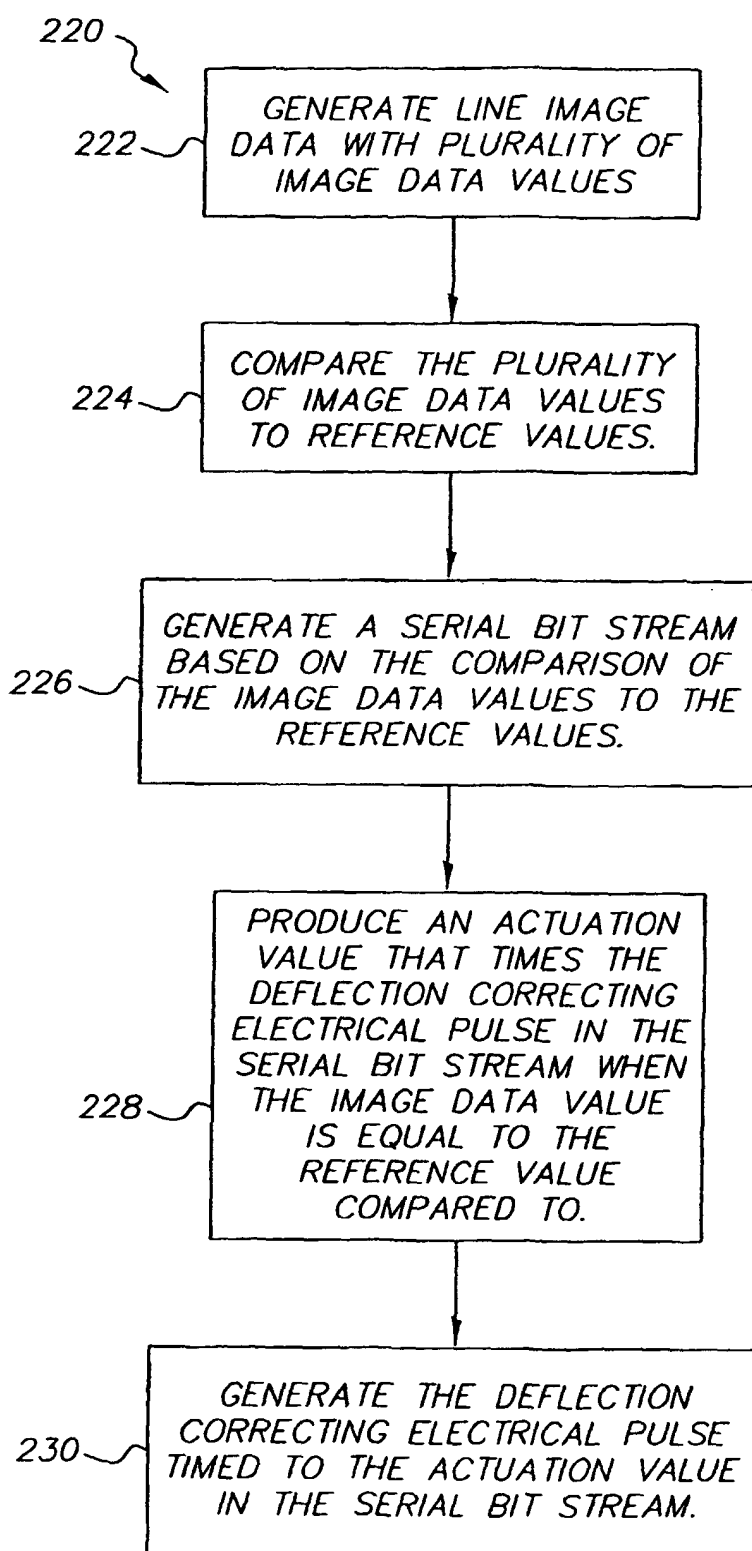 220
222
GENERATE LINE IMAGE
DATA WITH PLURALITY OF
IMAGE DATA VALUES
224
COMPARE THE PLURALITY
OF IMAGE DATA VALUES
TO REFERENCE VALUES.
226
GENERATE A SERIAL BIT STREAM
BASED ON THE COMPARISON OF
THE IMAGE DATA VALUES TO THE
REFERENCE VALUES.
228
PRODUCE AN ACTUATION
VALUE THAT TIMES THE
DEFLECTION CORRECTING
ELECTRICAL PULSE IN THE
SERIAL BIT STREAM WHEN
THE IMAGE DATA VALUE
IS EQUAL TO THE
REFERENCE VALUE
COMPARED TO.
230
GENERATE THE DEFLECTION
CORRECTING ELECTRICAL PULSE
TIMED TO THE ACTUATION VALUE
IN THE SERIAL BIT STREAM.